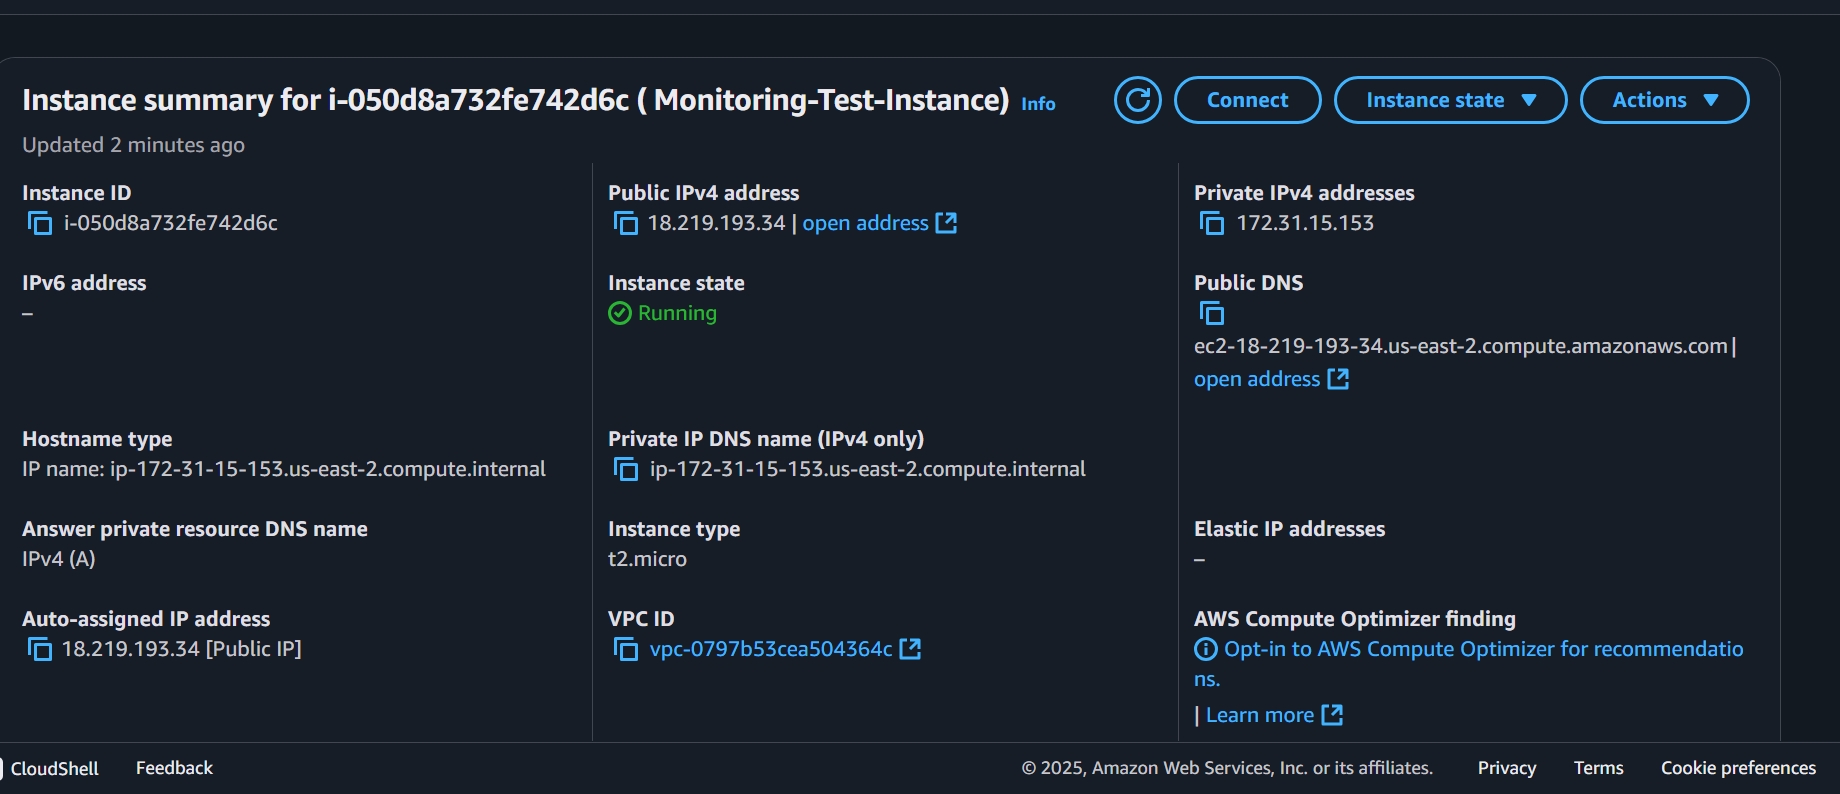 Instance summary for i-050d8a732fe742d6c ( Monitoring-Test-Instance) Info
Connect
Instance state
Actions
Updated 2 minutes ago
Instance ID
i-050d8a732fe742d6c
Public IPv4 address
18.219.193.34 | open address
Private IPv4 addresses
172.31.15.153
IPv6 address
–
Instance state
Running
Public DNS
ec2-18-219-193-34.us-east-2.compute.amazonaws.com |
open address
Hostname type
IP name: ip-172-31-15-153.us-east-2.compute.internal
Private IP DNS name (IPv4 only)
ip-172-31-15-153.us-east-2.compute.internal
Answer private resource DNS name
IPv4 (A)
Instance type
t2.micro
Elastic IP addresses
–
Auto-assigned IP address
18.219.193.34 [Public IP]
VPC ID
vpc-0797b53cea504364c
AWS Compute Optimizer finding
Opt-in to AWS Compute Optimizer for recommendatio
ns.
| Learn more
CloudShell
Feedback
© 2025, Amazon Web Services, Inc. or its affiliates.
Privacy
Terms
Cookie preferences